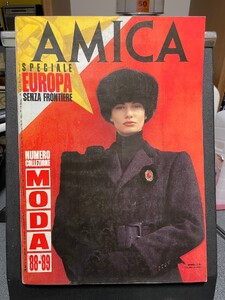 AMICA
SPECIALE
EUROPA
SENZA FRONTIERE
NUMERO
COLLEZIONE
MODA
88-89